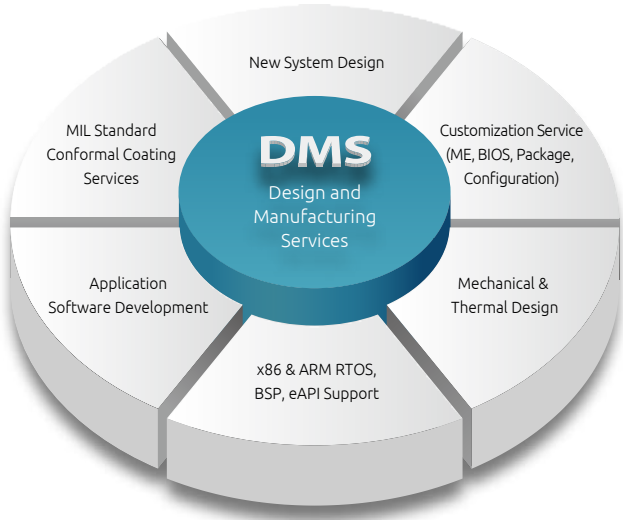 New System Design
MIL Standard
Conformal Coating
Services
Customization Service
(ME, BIOS, Package,
Configuration)
DMS
Design and
Manufacturing
Services
Application
Software Development
Mechanical &
Thermal Design
x86 & ARM RTOS,
BSP, eAPI Support